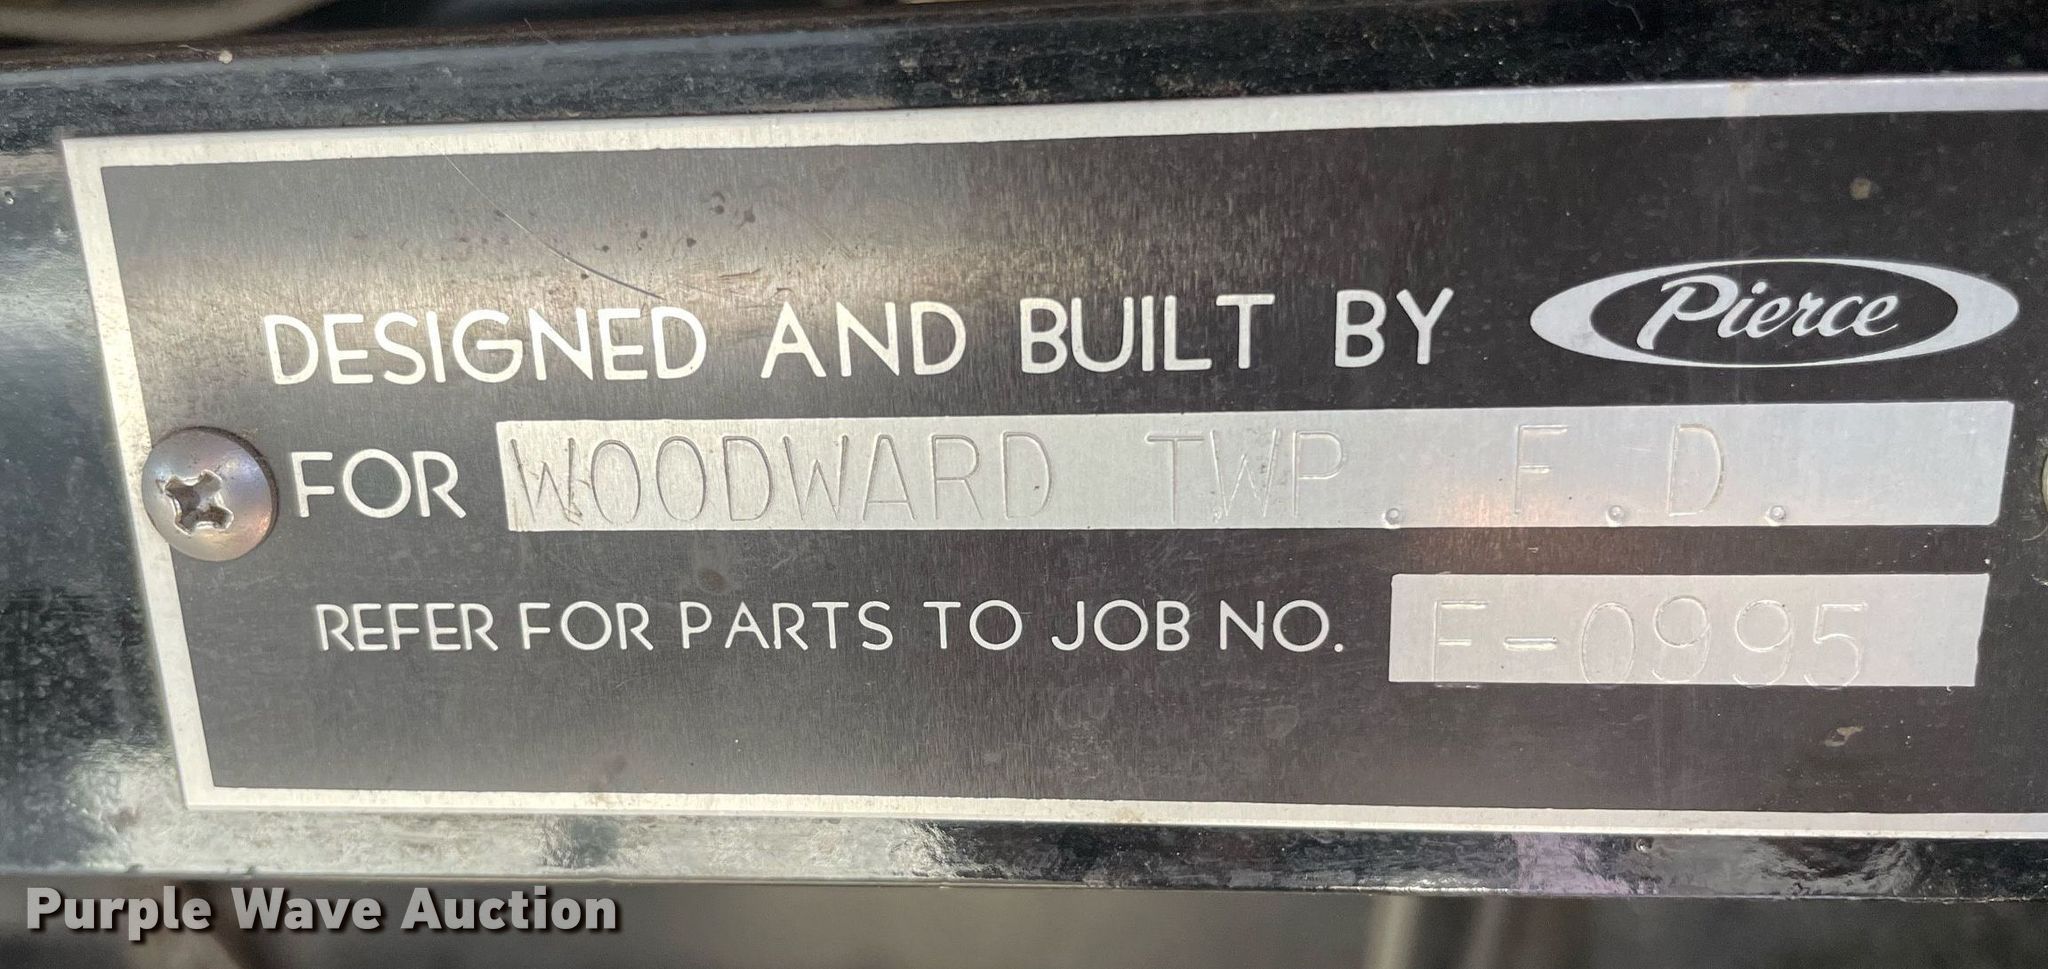 DESIGNED AND BUILT BY Pierce
FOR WOODWARD TWP. F.D.
REFER FOR PARTS TO JOB NO. E-0995
Purple Wave Auction